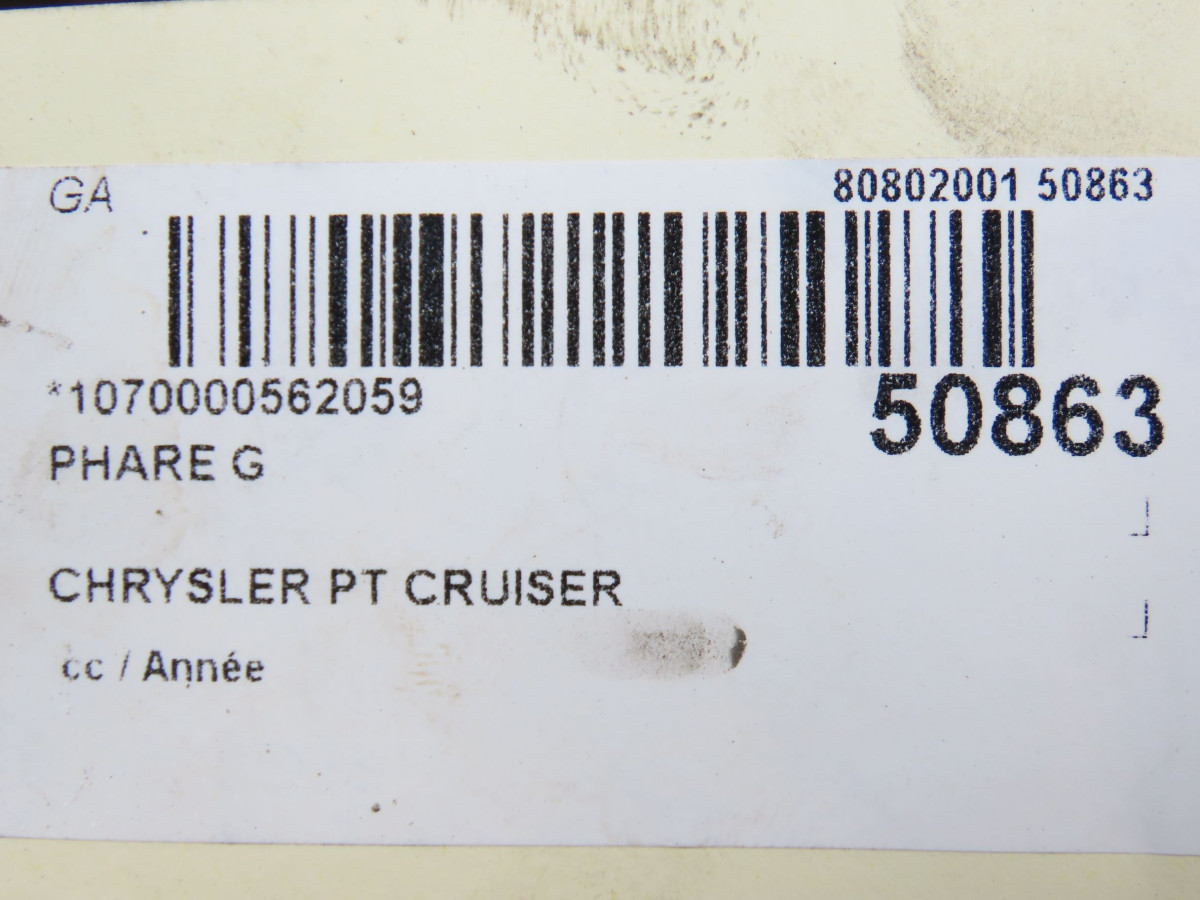 GA
80802001 50863
*1070000562059
50863
PHARE G
CHRYSLER PT CRUISER
cc / Année